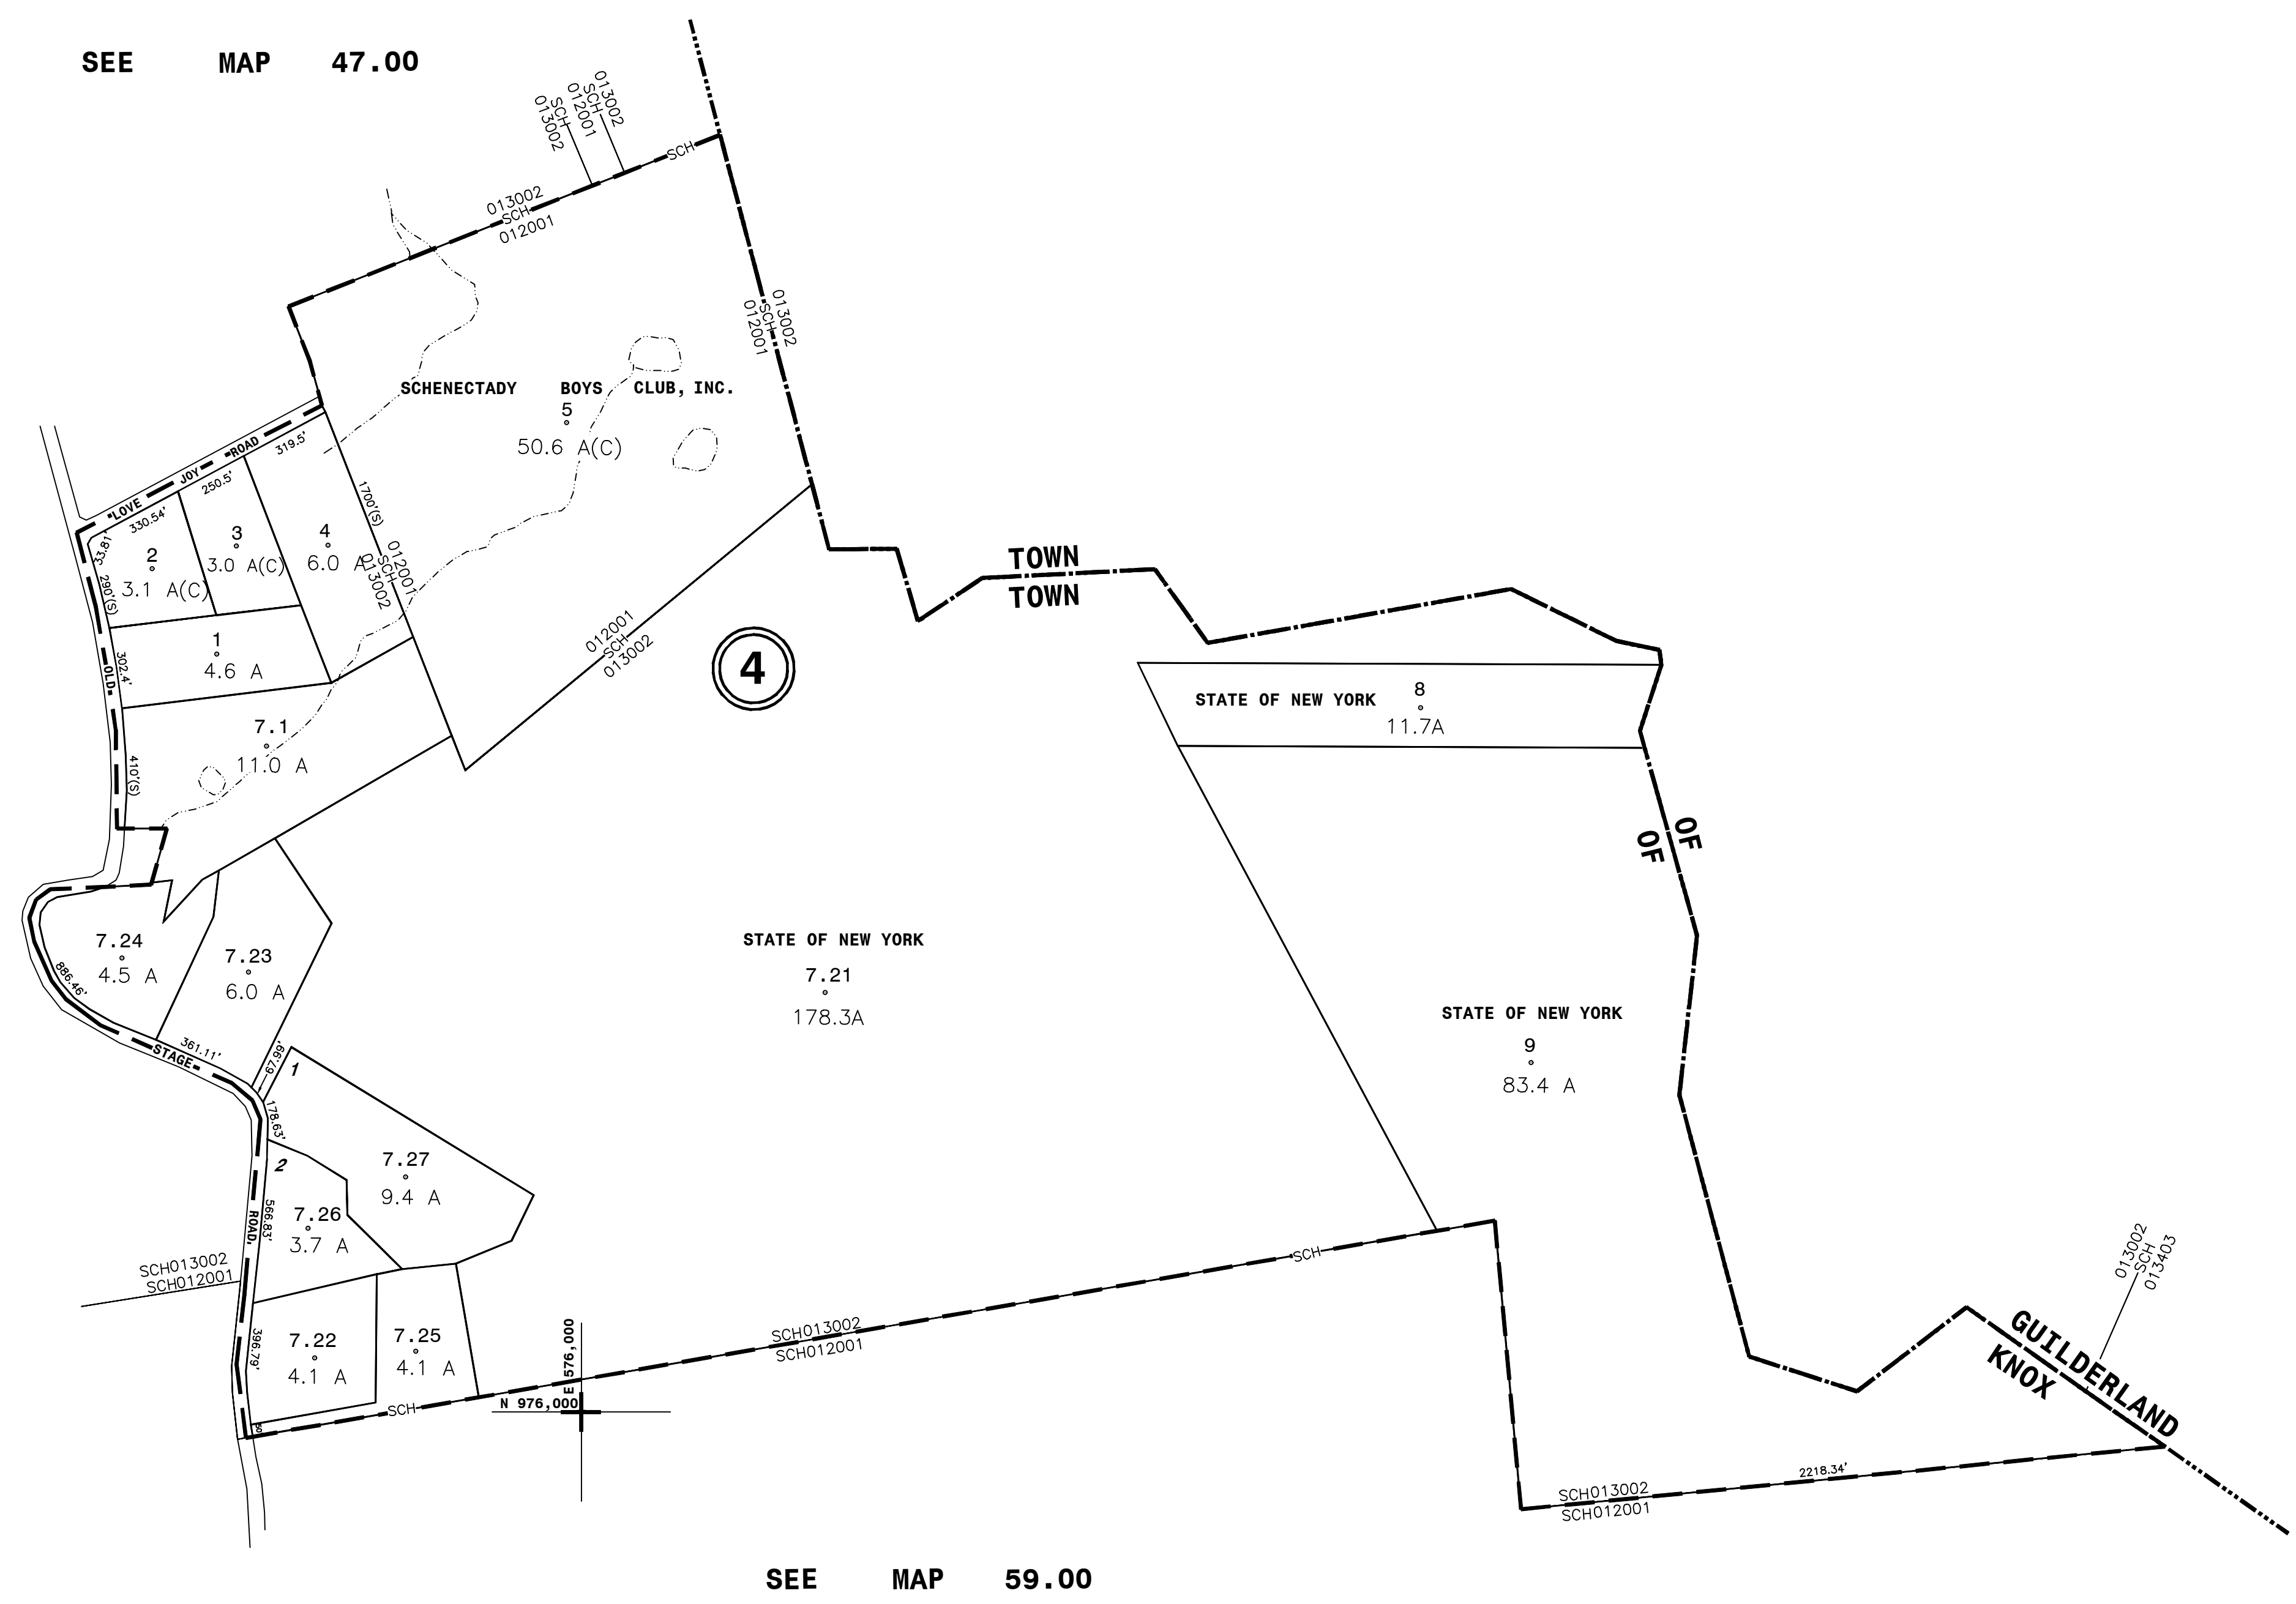 SEE MAP 47.00
013002
SCH
012001
013002
SCH
013002
SCH
012001
SCH
013002
SCH
012001
SCHENECTADY BOYS CLUB, INC.
5
50.6 A(C)
LOVE JOY ROAD
319.5'
250.5'
330.54'
33.81'
290'(S)
2
3.1 A(C)
3
3.0 A(C)
4
6.0 A
1700'(S)
012001
SCH
013002
1
4.6 A
302.4'
OLD
7.1
11.0 A
410'(S)
012001
SCH
013002
4
TOWN
TOWN
STATE OF NEW YORK
8
11.7A
OF
OF
7.24
4.5 A
886.46'
7.23
6.0 A
STAGE
361.11'
67.99'
1
178.63'
STATE OF NEW YORK
7.21
178.3A
STATE OF NEW YORK
9
83.4 A
2
7.27
9.4 A
7.26
3.7 A
566.83'
ROAD
SCH013002
SCH012001
7.22
4.1 A
396.79'
7.25
4.1 A
50
SCH
E 576,000
N 976,000
SCH013002
SCH012001
SCH
013002
SCH
013403
GUILDERLAND
KNOX
2218.34'
SCH013002
SCH012001
SEE MAP 59.00